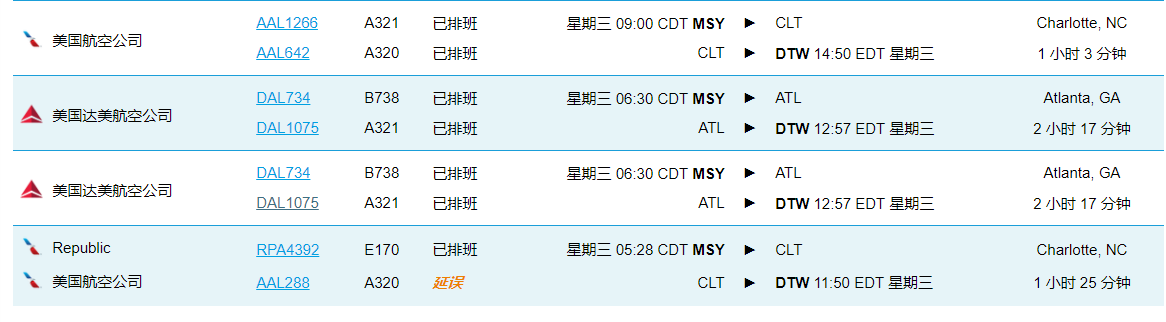 美国航空公司 AAL1266 A321 已排班 星期三 09:00 CDT MSY ► CLT Charlotte, NC
AAL642 A320 已排班 CLT ► DTW 14:50 EDT 星期三 1 小时 3 分钟
美国达美航空公司 DAL734 B738 已排班 星期三 06:30 CDT MSY ► ATL Atlanta, GA
DAL1075 A321 已排班 ATL ► DTW 12:57 EDT 星期三 2 小时 17 分钟
美国达美航空公司 DAL734 B738 已排班 星期三 06:30 CDT MSY ► ATL Atlanta, GA
DAL1075 A321 已排班 ATL ► DTW 12:57 EDT 星期三 2 小时 17 分钟
Republic RPA4392 E170 已排班 星期三 05:28 CDT MSY ► CLT Charlotte, NC
美国航空公司 AAL288 A320 延误 CLT ► DTW 11:50 EDT 星期三 1 小时 25 分钟